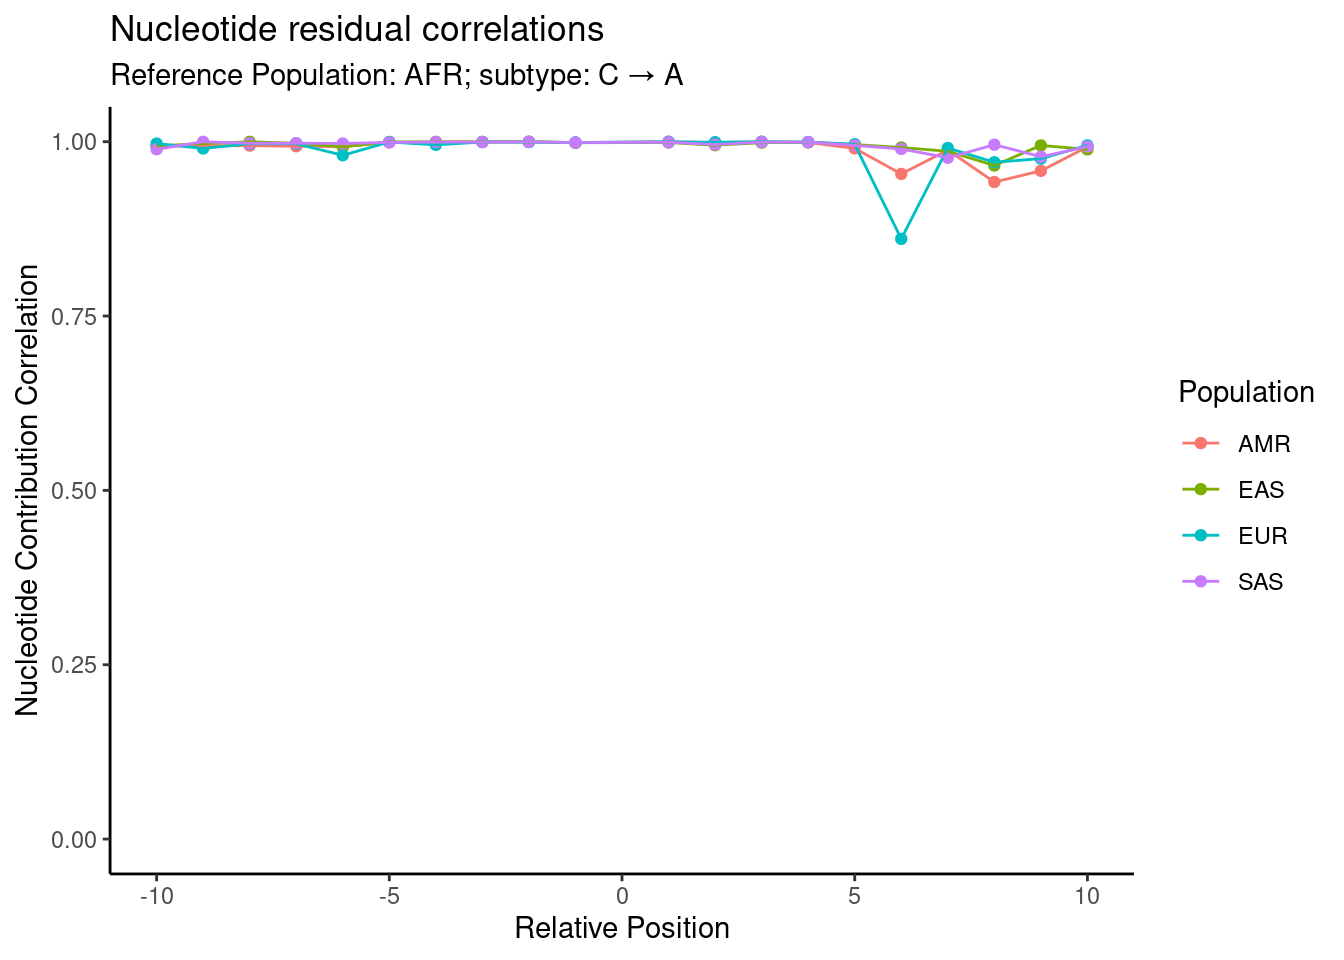 Nucleotide residual correlations
Reference Population: AFR; subtype: C → A
Nucleotide Contribution Correlation
1.00
0.75
0.50
0.25
0.00
-10
-5
0
5
10
Relative Position
Population
AMR
EAS
EUR
SAS